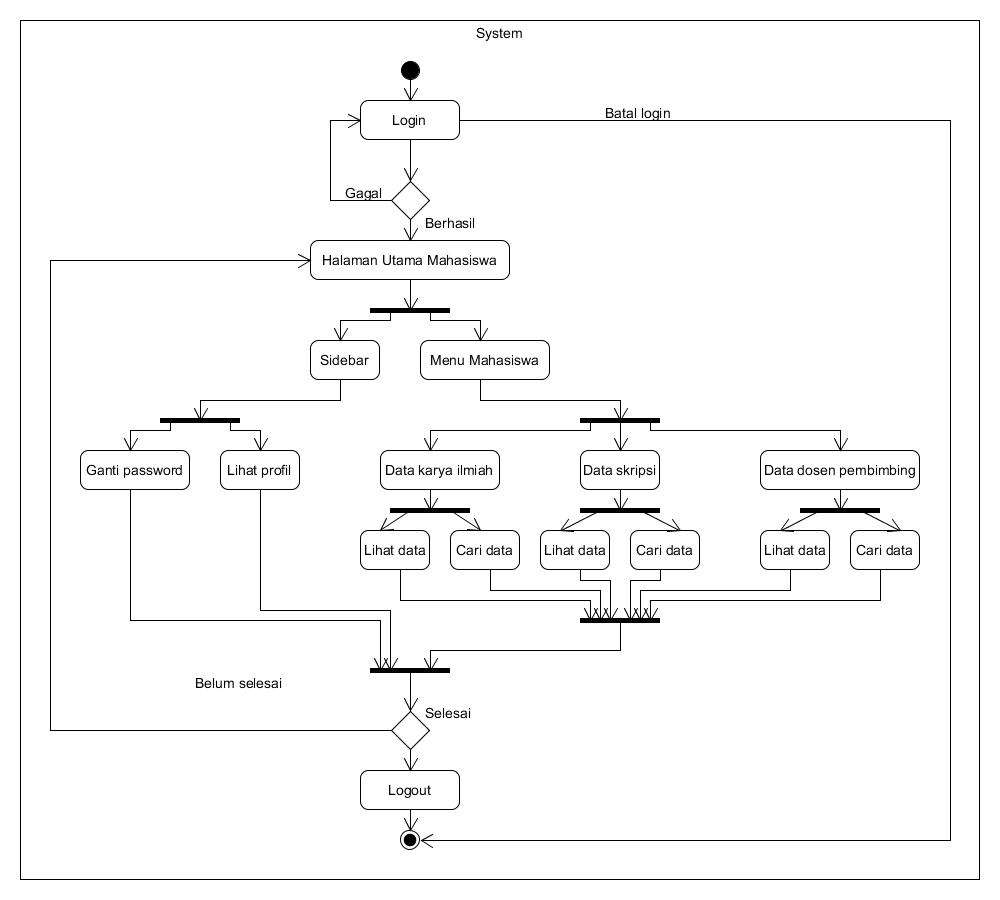 System
Batal login
Login
Gagal
Berhasil
Halaman Utama Mahasiswa
Sidebar
Menu Mahasiswa
Ganti password
Lihat profil
Data karya ilmiah
Data skripsi
Data dosen pembimbing
Lihat data
Cari data
Lihat data
Cari data
Lihat data
Cari data
Belum selesai
Selesai
Logout